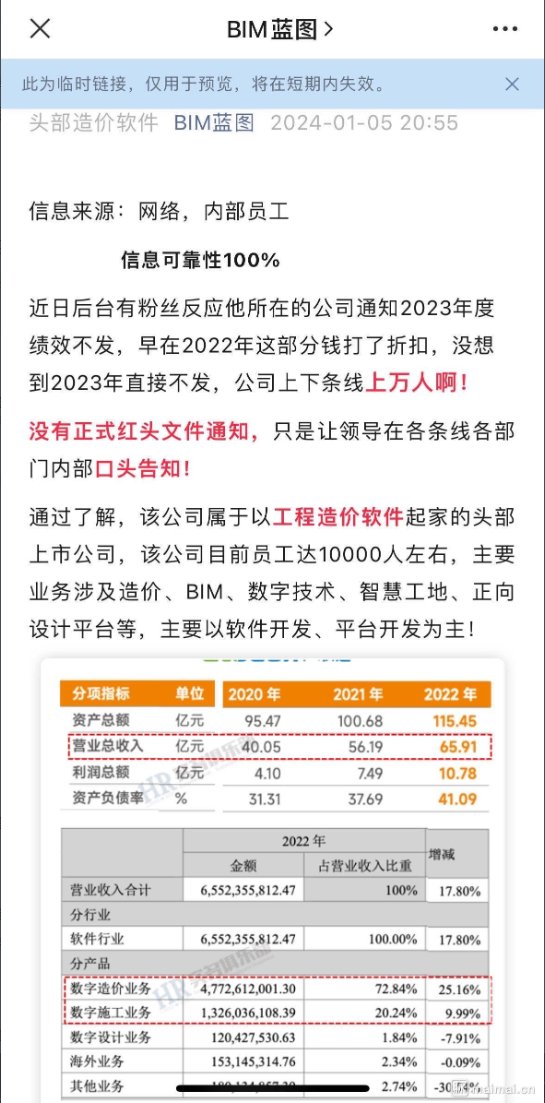 BIM蓝图
此为临时链接，仅用于预览，将在短期内失效。
头部造价软件 BIM蓝图 2024-01-05 20:55
信息来源：网络，内部员工
信息可靠性100%
近日后台有粉丝反应他所在的公司通知2023年度
绩效不发，早在2022年这部分钱打了折扣，没想
到2023年直接不发，公司上下条线上万人啊！
没有正式红头文件通知，只是让领导在各条线各部
门内部口头告知！
通过了解，该公司属于以工程造价软件起家的头部
上市公司，该公司目前员工达10000人左右，主要
业务涉及造价、BIM、数字技术、智慧工地、正向
设计平台等，主要以软件开发、平台开发为主！
分项指标 单位 2020 年 2021 年 2022 年
资产总额 亿元 95.47 100.68 115.45
营业总收入 亿元 40.05 56.19 65.91
利润总额 亿元 4.10 7.49 10.78
资产负债率 % 31.31 37.69 41.09
2022 年 增减
金额 占营业收入比重
营业收入合计 6,552,355,812.47 100% 17.80%
分行业
软件行业 6,552,355,812.47 100.00% 17.80%
分产品
数字造价业务 4,772,612,001.30 72.84% 25.16%
数字施工业务 1,326,036,108.39 20.24% 9.99%
数字设计业务 120,427,530.63 1.84% -7.91%
海外业务 153,145,314.76 2.34% -0.09%
其他业务 2.74%
maimai.cn